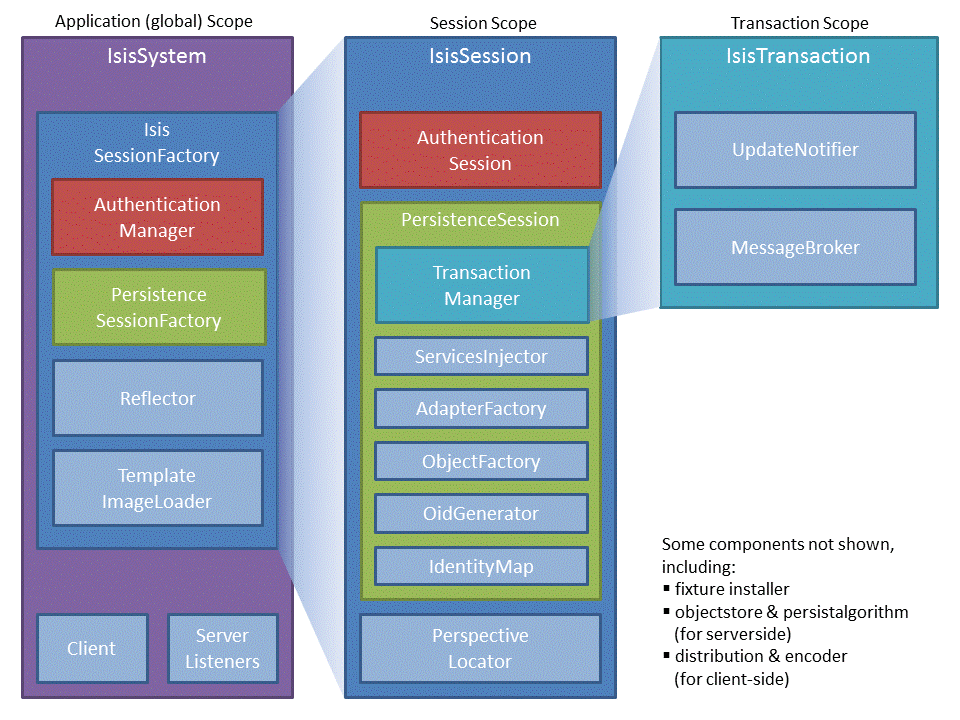 Application (global) Scope
IsisSystem
Isis
SessionFactory
Authentication
Manager
Persistence
SessionFactory
Reflector
Template
ImageLoader
Client
Server
Listeners
Session Scope
IsisSession
Authentication
Session
PersistenceSession
Transaction
Manager
ServicesInjector
AdapterFactory
ObjectFactory
OidGenerator
IdentityMap
Perspective
Locator
Transaction Scope
IsisTransaction
UpdateNotifier
MessageBroker
Some components not shown,
including:
▪ fixture installer
▪ objectstore & persistalgorithm
(for serverside)
▪ distribution & encoder
(for client-side)